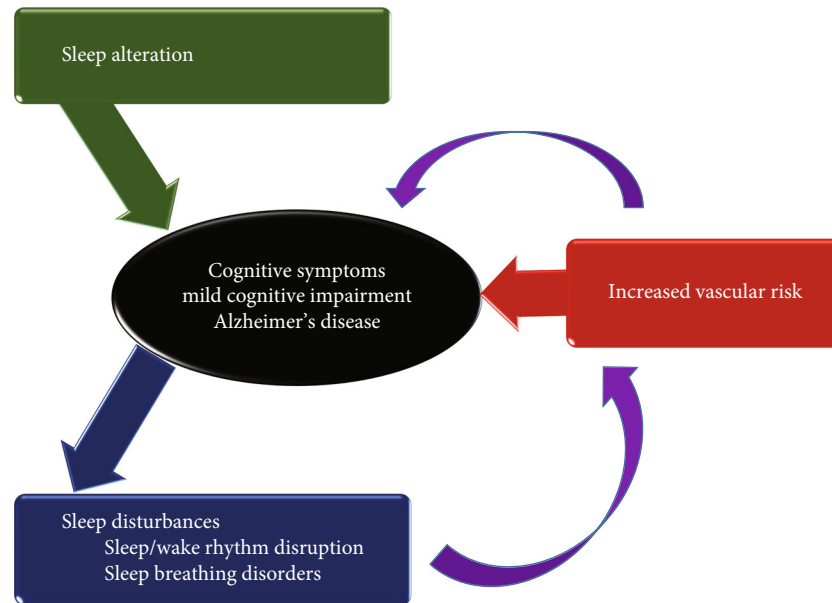 Sleep alteration
Cognitive symptoms
mild cognitive impairment
Alzheimer's disease
Increased vascular risk
Sleep disturbances
Sleep/wake rhythm disruption
Sleep breathing disorders